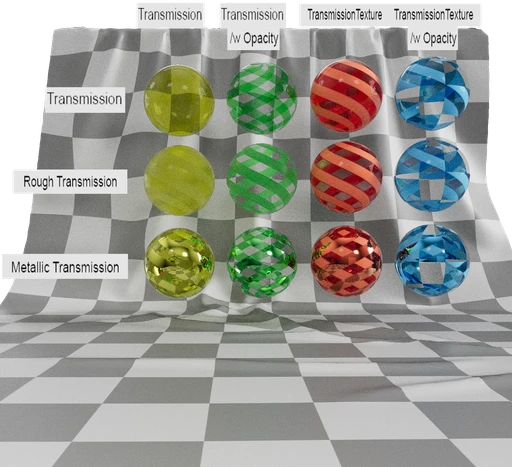 Transmission
Transmission
/w Opacity
TransmissionTexture
TransmissionTexture
/w Opacity
Transmission
Rough Transmission
Metallic Transmission